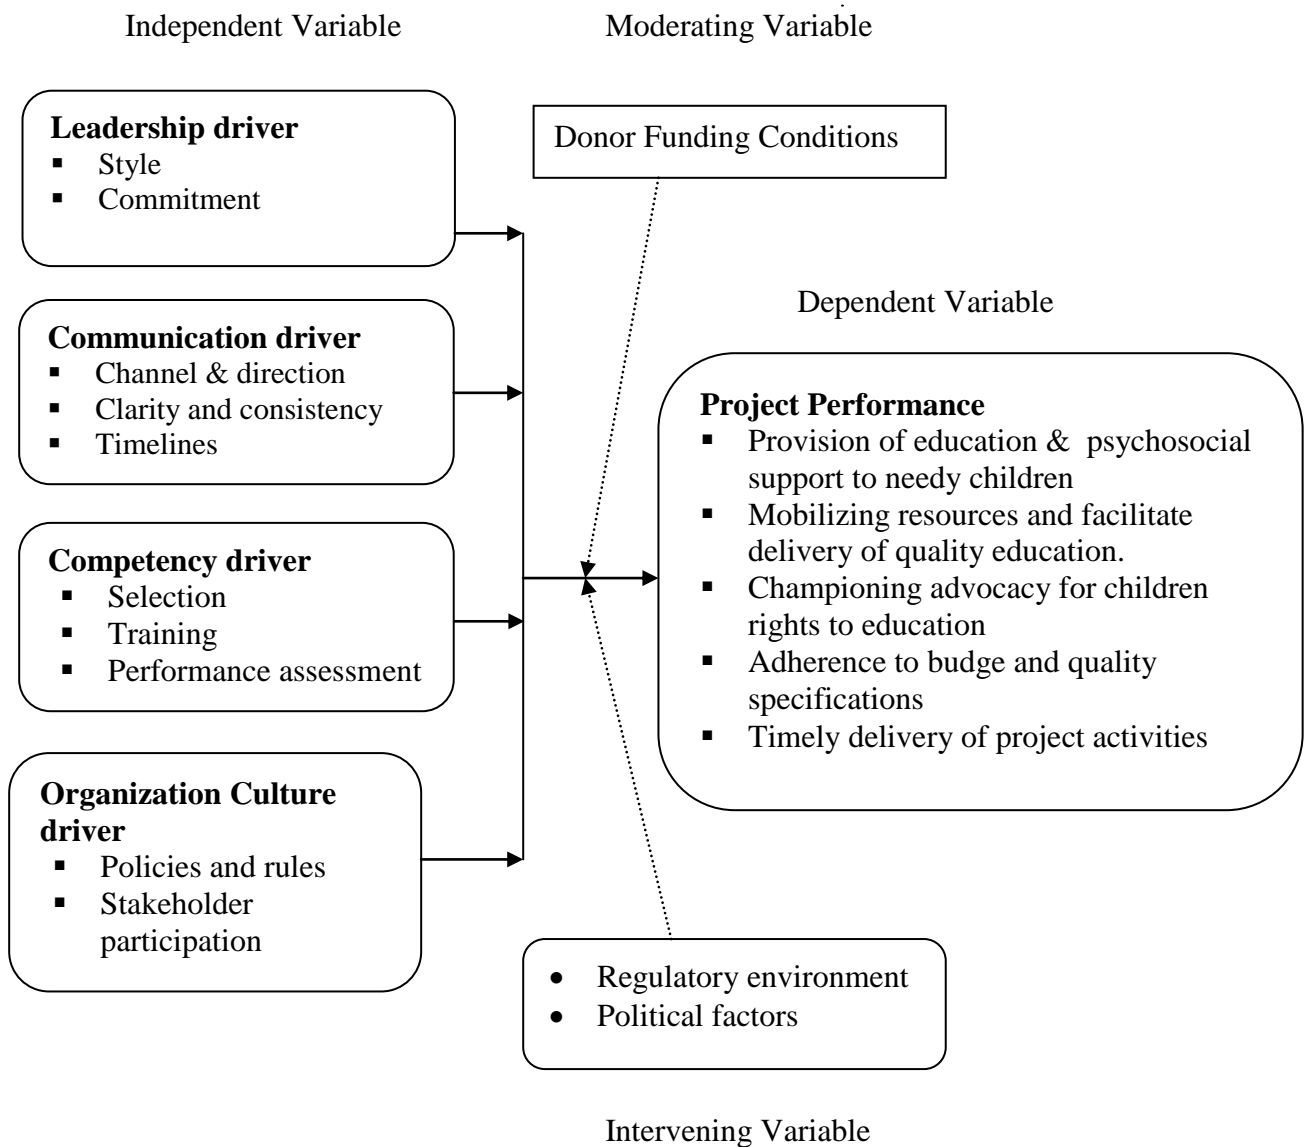 Independent Variable
Moderating Variable
Leadership driver
▪ Style
▪ Commitment
Donor Funding Conditions
Communication driver
▪ Channel & direction
▪ Clarity and consistency
▪ Timelines
Dependent Variable
Project Performance
▪ Provision of education & psychosocial
support to needy children
▪ Mobilizing resources and facilitate
delivery of quality education.
▪ Championing advocacy for children
rights to education
▪ Adherence to budge and quality
specifications
▪ Timely delivery of project activities
Competency driver
▪ Selection
▪ Training
▪ Performance assessment
Organization Culture
driver
▪ Policies and rules
▪ Stakeholder
participation
● Regulatory environment
● Political factors
Intervening Variable